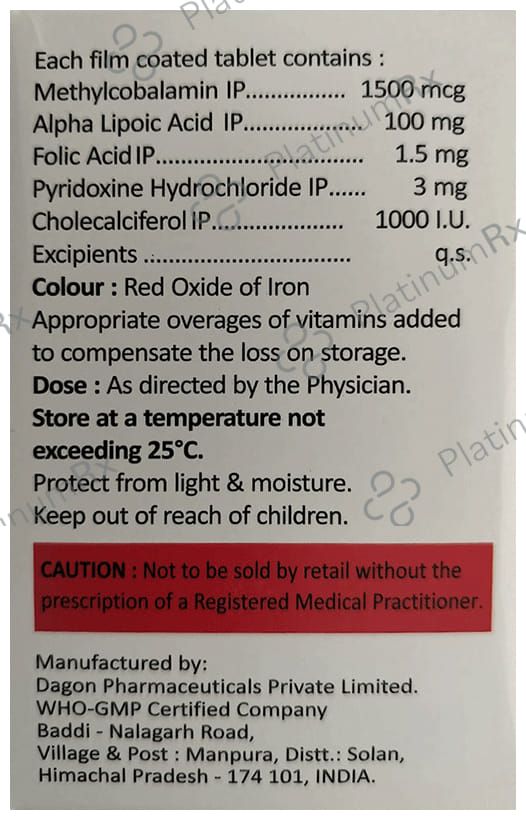 Each film coated tablet contains :
Methylcobalamin IP................ 1500 mcg
Alpha Lipoic Acid IP................... 100 mg
Folic Acid IP................................. 1.5 mg
Pyridoxine Hydrochloride IP...... 3 mg
Cholecalciferol IP..................... 1000 I.U.
Excipients ................................. q.s.
Colour : Red Oxide of Iron
Appropriate overages of vitamins added
to compensate the loss on storage.
Dose : As directed by the Physician.
Store at a temperature not
exceeding 25°C.
Protect from light & moisture.
Keep out of reach of children.
CAUTION : Not to be sold by retail without the
prescription of a Registered Medical Practitioner.
Manufactured by:
Dagon Pharmaceuticals Private Limited.
WHO-GMP Certified Company
Baddi - Nalagarh Road,
Village & Post : Manpura, Distt.: Solan,
Himachal Pradesh - 174 101, INDIA.
PlatinumRx
PlatinumRx
PlatinumRx